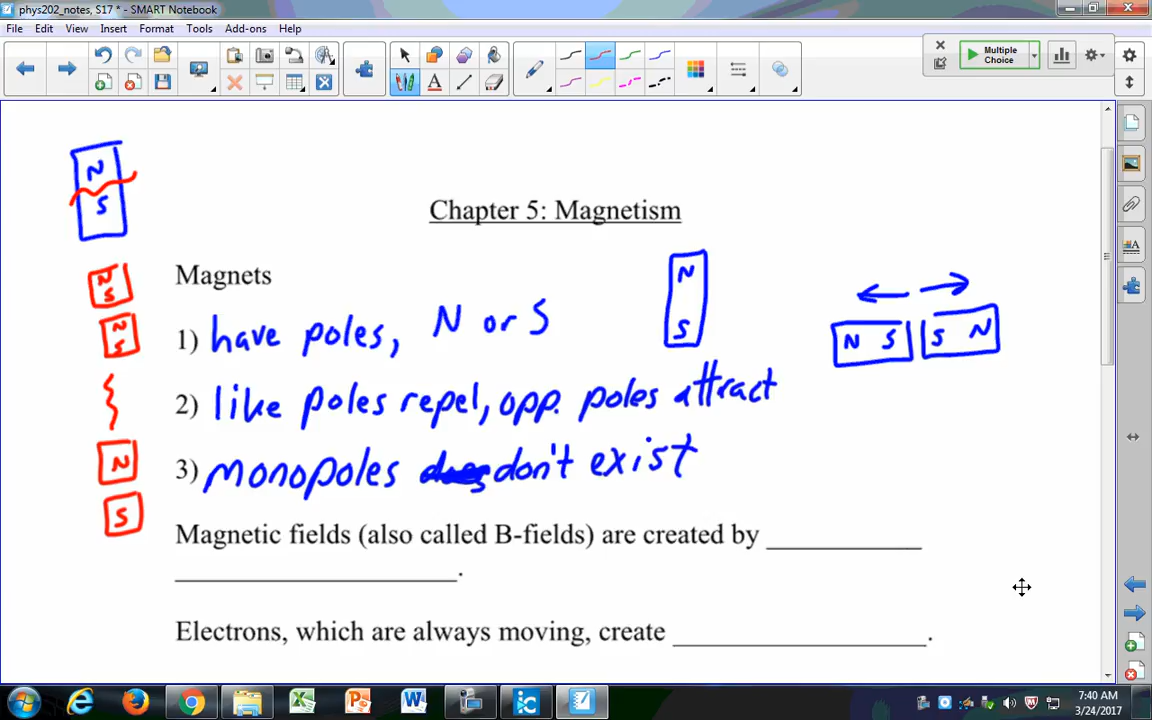 phys202_notes, S17 * - SMART Notebook
File Edit View Insert Format Tools Add-ons Help
Multiple Choice
N
S
Chapter 5: Magnetism
Magnets
N
S
N
S
N
S
N S S N
1) have poles, N or S
2) like poles repel, opp. poles attract
3) monopoles don't exist
N
S
Magnetic fields (also called B-fields) are created by ____________
______________________.
Electrons, which are always moving, create ____________________.
7:40 AM
3/24/2017